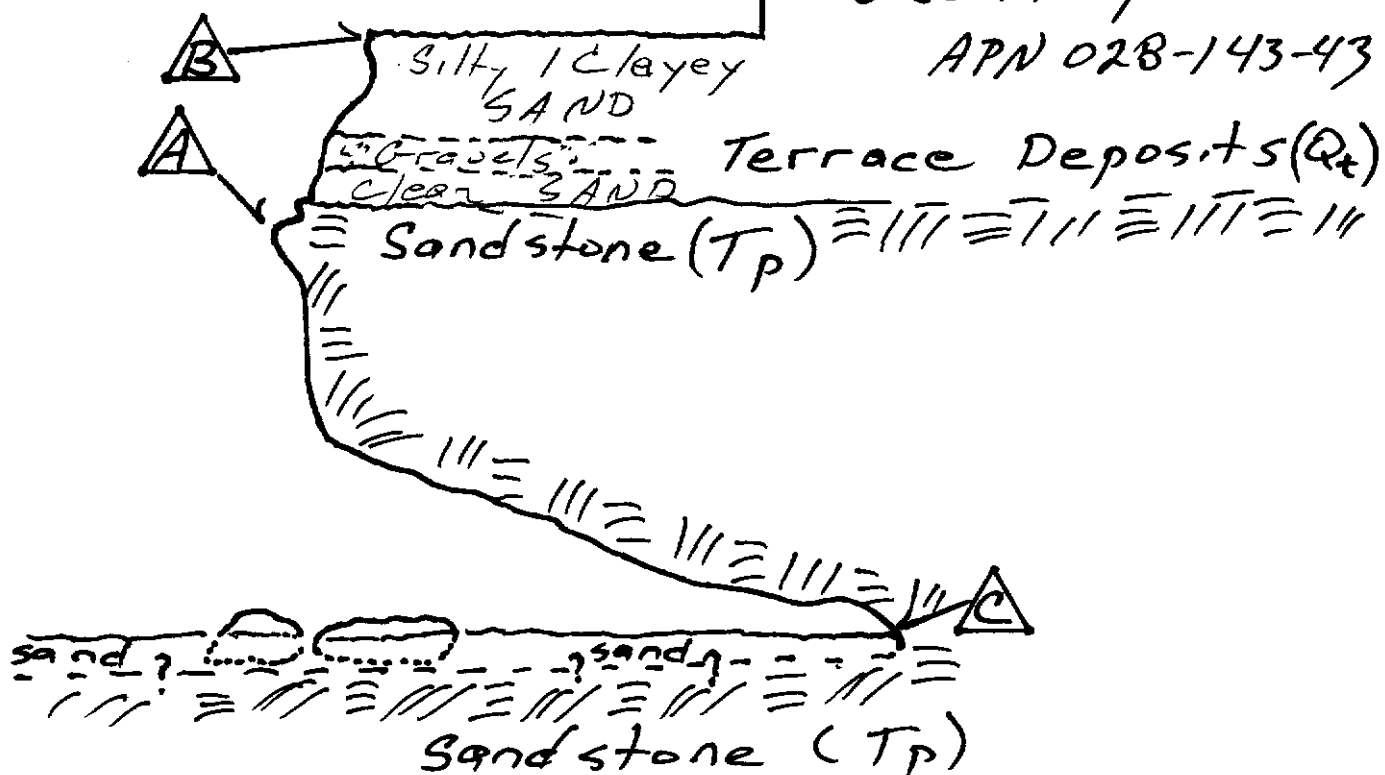 APN 028-143-43
B
Silty / Clayey
SAND
A
Gravels
Terrace Deposits (Qt)
Clean SAND
Sandstone (Tp)
C
sand ? ? sand ?
Sandstone (Tp)